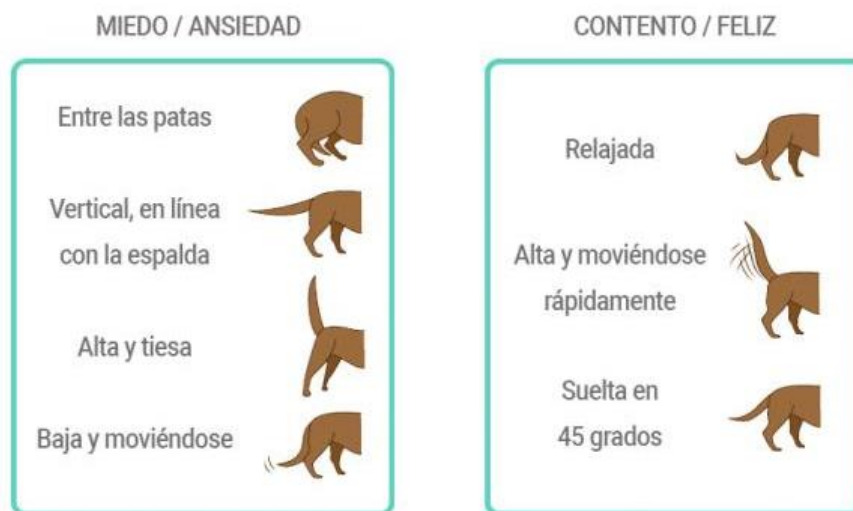 MIEDO / ANSIEDAD
Entre las patas
Vertical, en línea
con la espalda
Alta y tiesa
Baja y moviéndose
CONTENTO / FELIZ
Relajada
Alta y moviéndose
rápidamente
Suelta en
45 grados